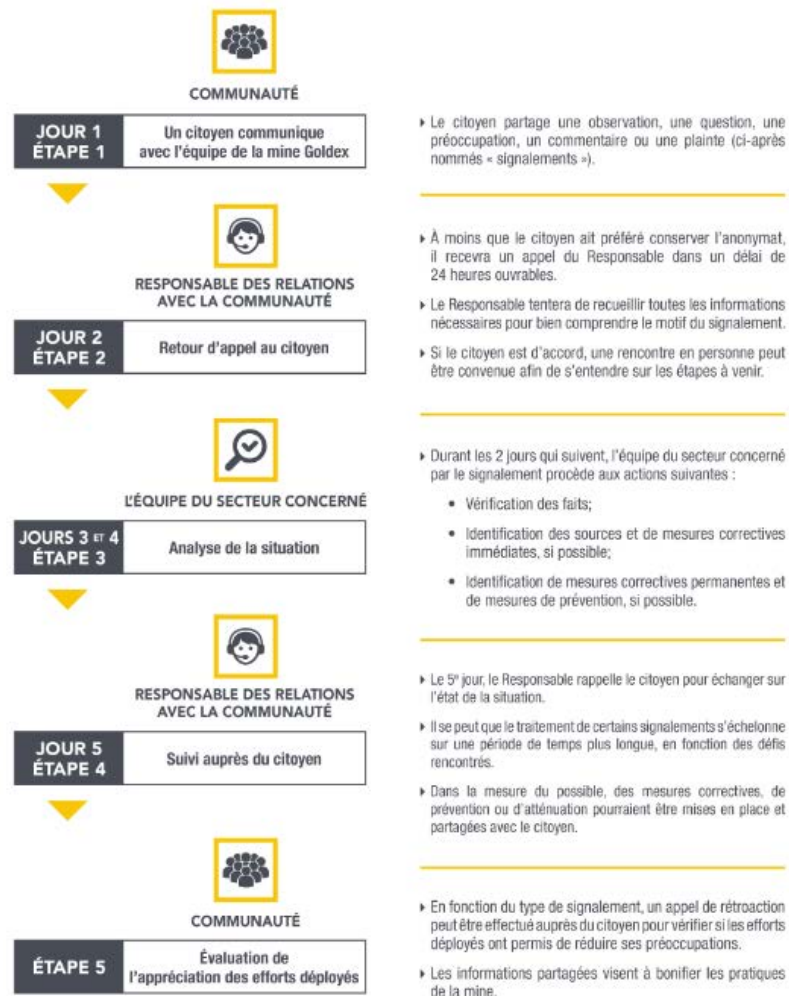 COMMUNAUTÉ
JOUR 1
ÉTAPE 1
Un citoyen communique
avec l'équipe de la mine Goldex
▸ Le citoyen partage une observation, une question, une
préoccupation, un commentaire ou une plainte (ci-après
nommés « signalements »).
RESPONSABLE DES RELATIONS
AVEC LA COMMUNAUTÉ
JOUR 2
ÉTAPE 2
Retour d'appel au citoyen
▸ À moins que le citoyen ait préféré conserver l'anonymat,
il recevra un appel du Responsable dans un délai de
24 heures ouvrables.
▸ Le Responsable tentera de recueillir toutes les informations
nécessaires pour bien comprendre le motif du signalement.
▸ Si le citoyen est d'accord, une rencontre en personne peut
être convenue afin de s'entendre sur les étapes à venir.
L'ÉQUIPE DU SECTEUR CONCERNÉ
JOURS 3 ET 4
ÉTAPE 3
Analyse de la situation
▸ Durant les 2 jours qui suivent, l'équipe du secteur concerné
par le signalement procède aux actions suivantes :
• Vérification des faits;
• Identification des sources et de mesures correctives
immédiates, si possible;
• Identification de mesures correctives permanentes et
de mesures de prévention, si possible.
RESPONSABLE DES RELATIONS
AVEC LA COMMUNAUTÉ
JOUR 5
ÉTAPE 4
Suivi auprès du citoyen
▸ Le 5e jour, le Responsable rappelle le citoyen pour échanger sur
l'état de la situation.
▸ Il se peut que le traitement de certains signalements s'échelonne
sur une période de temps plus longue, en fonction des défis
rencontrés.
▸ Dans la mesure du possible, des mesures correctives, de
prévention ou d'atténuation pourraient être mises en place et
partagées avec le citoyen.
COMMUNAUTÉ
ÉTAPE 5
Évaluation de
l'appréciation des efforts déployés
▸ En fonction du type de signalement, un appel de rétroaction
peut être effectué auprès du citoyen pour vérifier si les efforts
déployés ont permis de réduire ses préoccupations.
▸ Les informations partagées visent à bonifier les pratiques
de la mine.